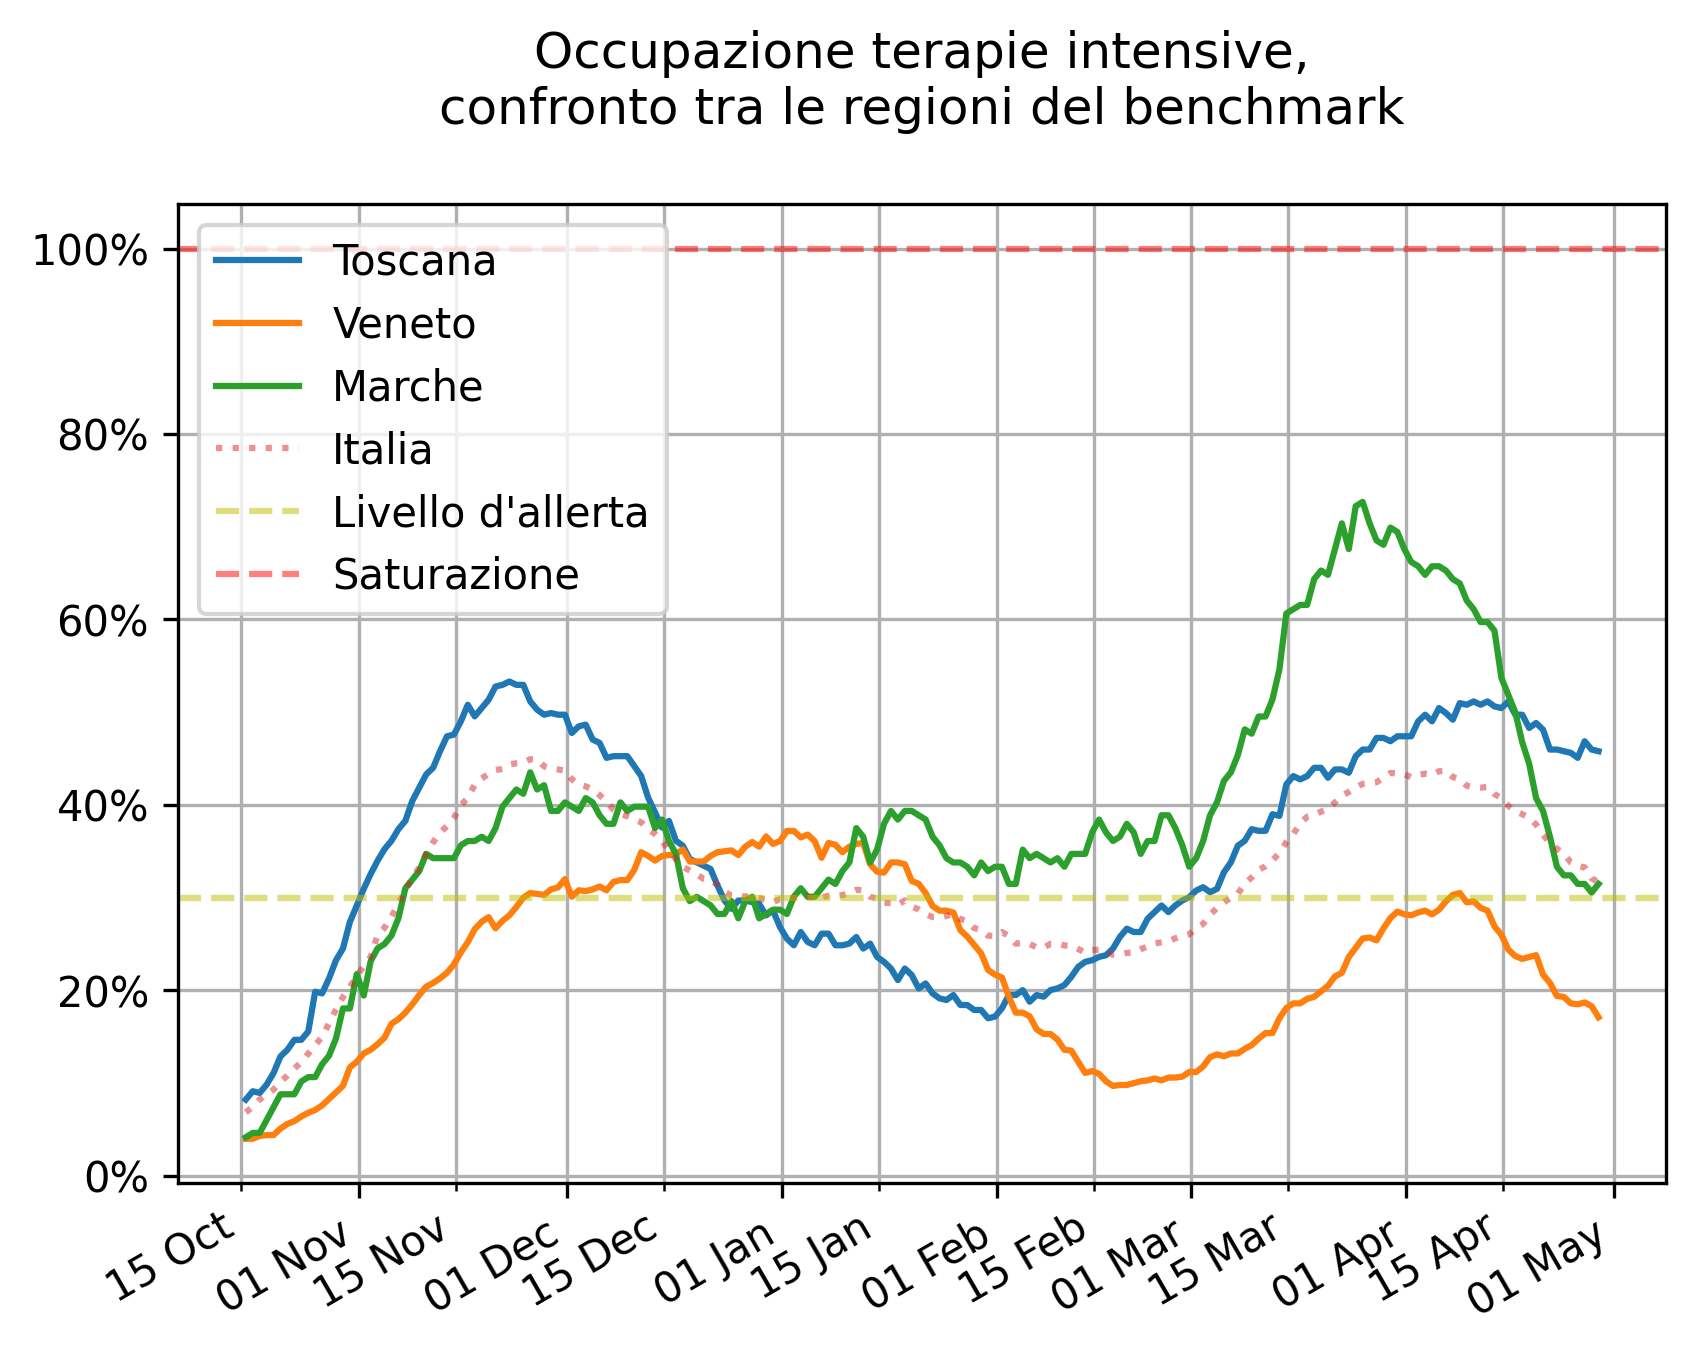 Occupazione terapie intensive,
confronto tra le regioni del benchmark
100%
80%
60%
40%
20%
0%
Toscana
Veneto
Marche
Italia
Livello d'allerta
Saturazione
15 Oct
01 Nov
15 Nov
01 Dec
15 Dec
01 Jan
15 Jan
01 Feb
15 Feb
01 Mar
15 Mar
01 Apr
15 Apr
01 May